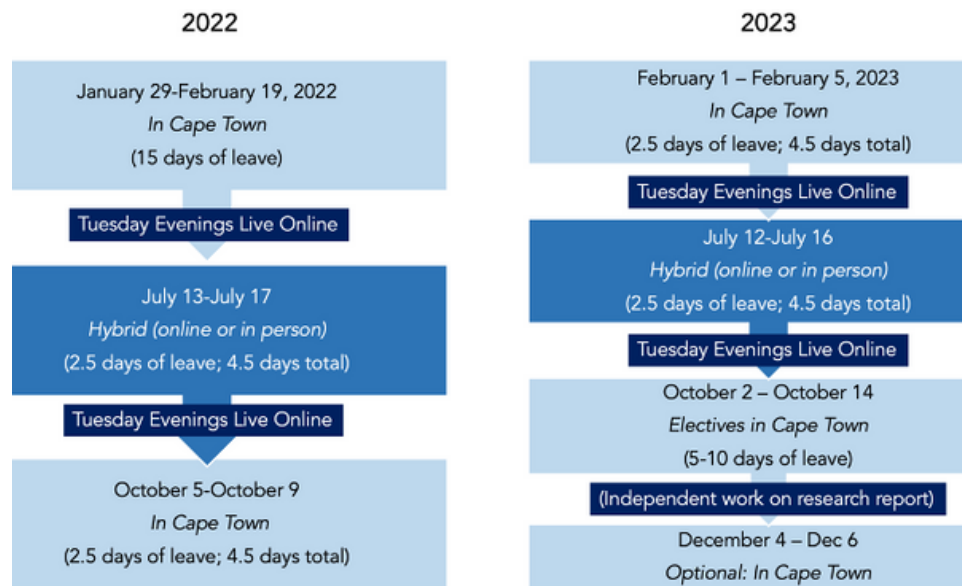 2022
January 29-February 19, 2022
In Cape Town
(15 days of leave)
Tuesday Evenings Live Online
July 13-July 17
Hybrid (online or in person)
(2.5 days of leave; 4.5 days total)
Tuesday Evenings Live Online
October 5-October 9
In Cape Town
(2.5 days of leave; 4.5 days total)
2023
February 1 – February 5, 2023
In Cape Town
(2.5 days of leave; 4.5 days total)
Tuesday Evenings Live Online
July 12-July 16
Hybrid (online or in person)
(2.5 days of leave; 4.5 days total)
Tuesday Evenings Live Online
October 2 – October 14
Electives in Cape Town
(5-10 days of leave)
(Independent work on research report)
December 4 – Dec 6
Optional: In Cape Town